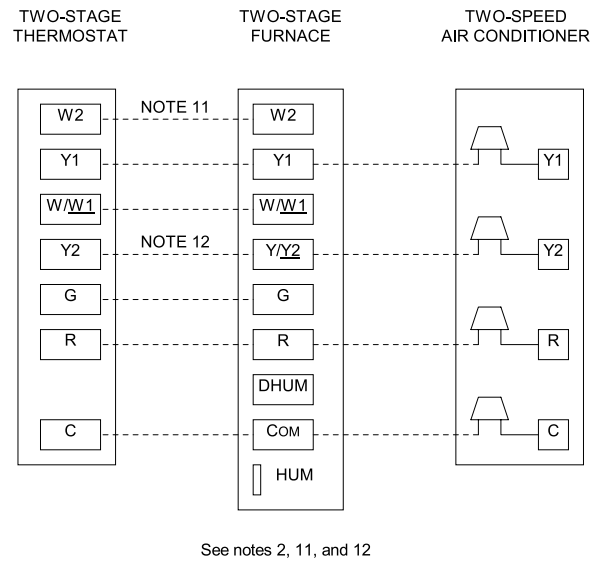 TWO-STAGE THERMOSTAT
TWO-STAGE FURNACE
TWO-SPEED AIR CONDITIONER
W2 NOTE 11 W2
Y1 Y1 Y1
W/W1 W/W1
Y2 NOTE 12 Y/Y2 Y2
G G
R R R
DHUM
C COM C
HUM
See notes 2, 11, and 12